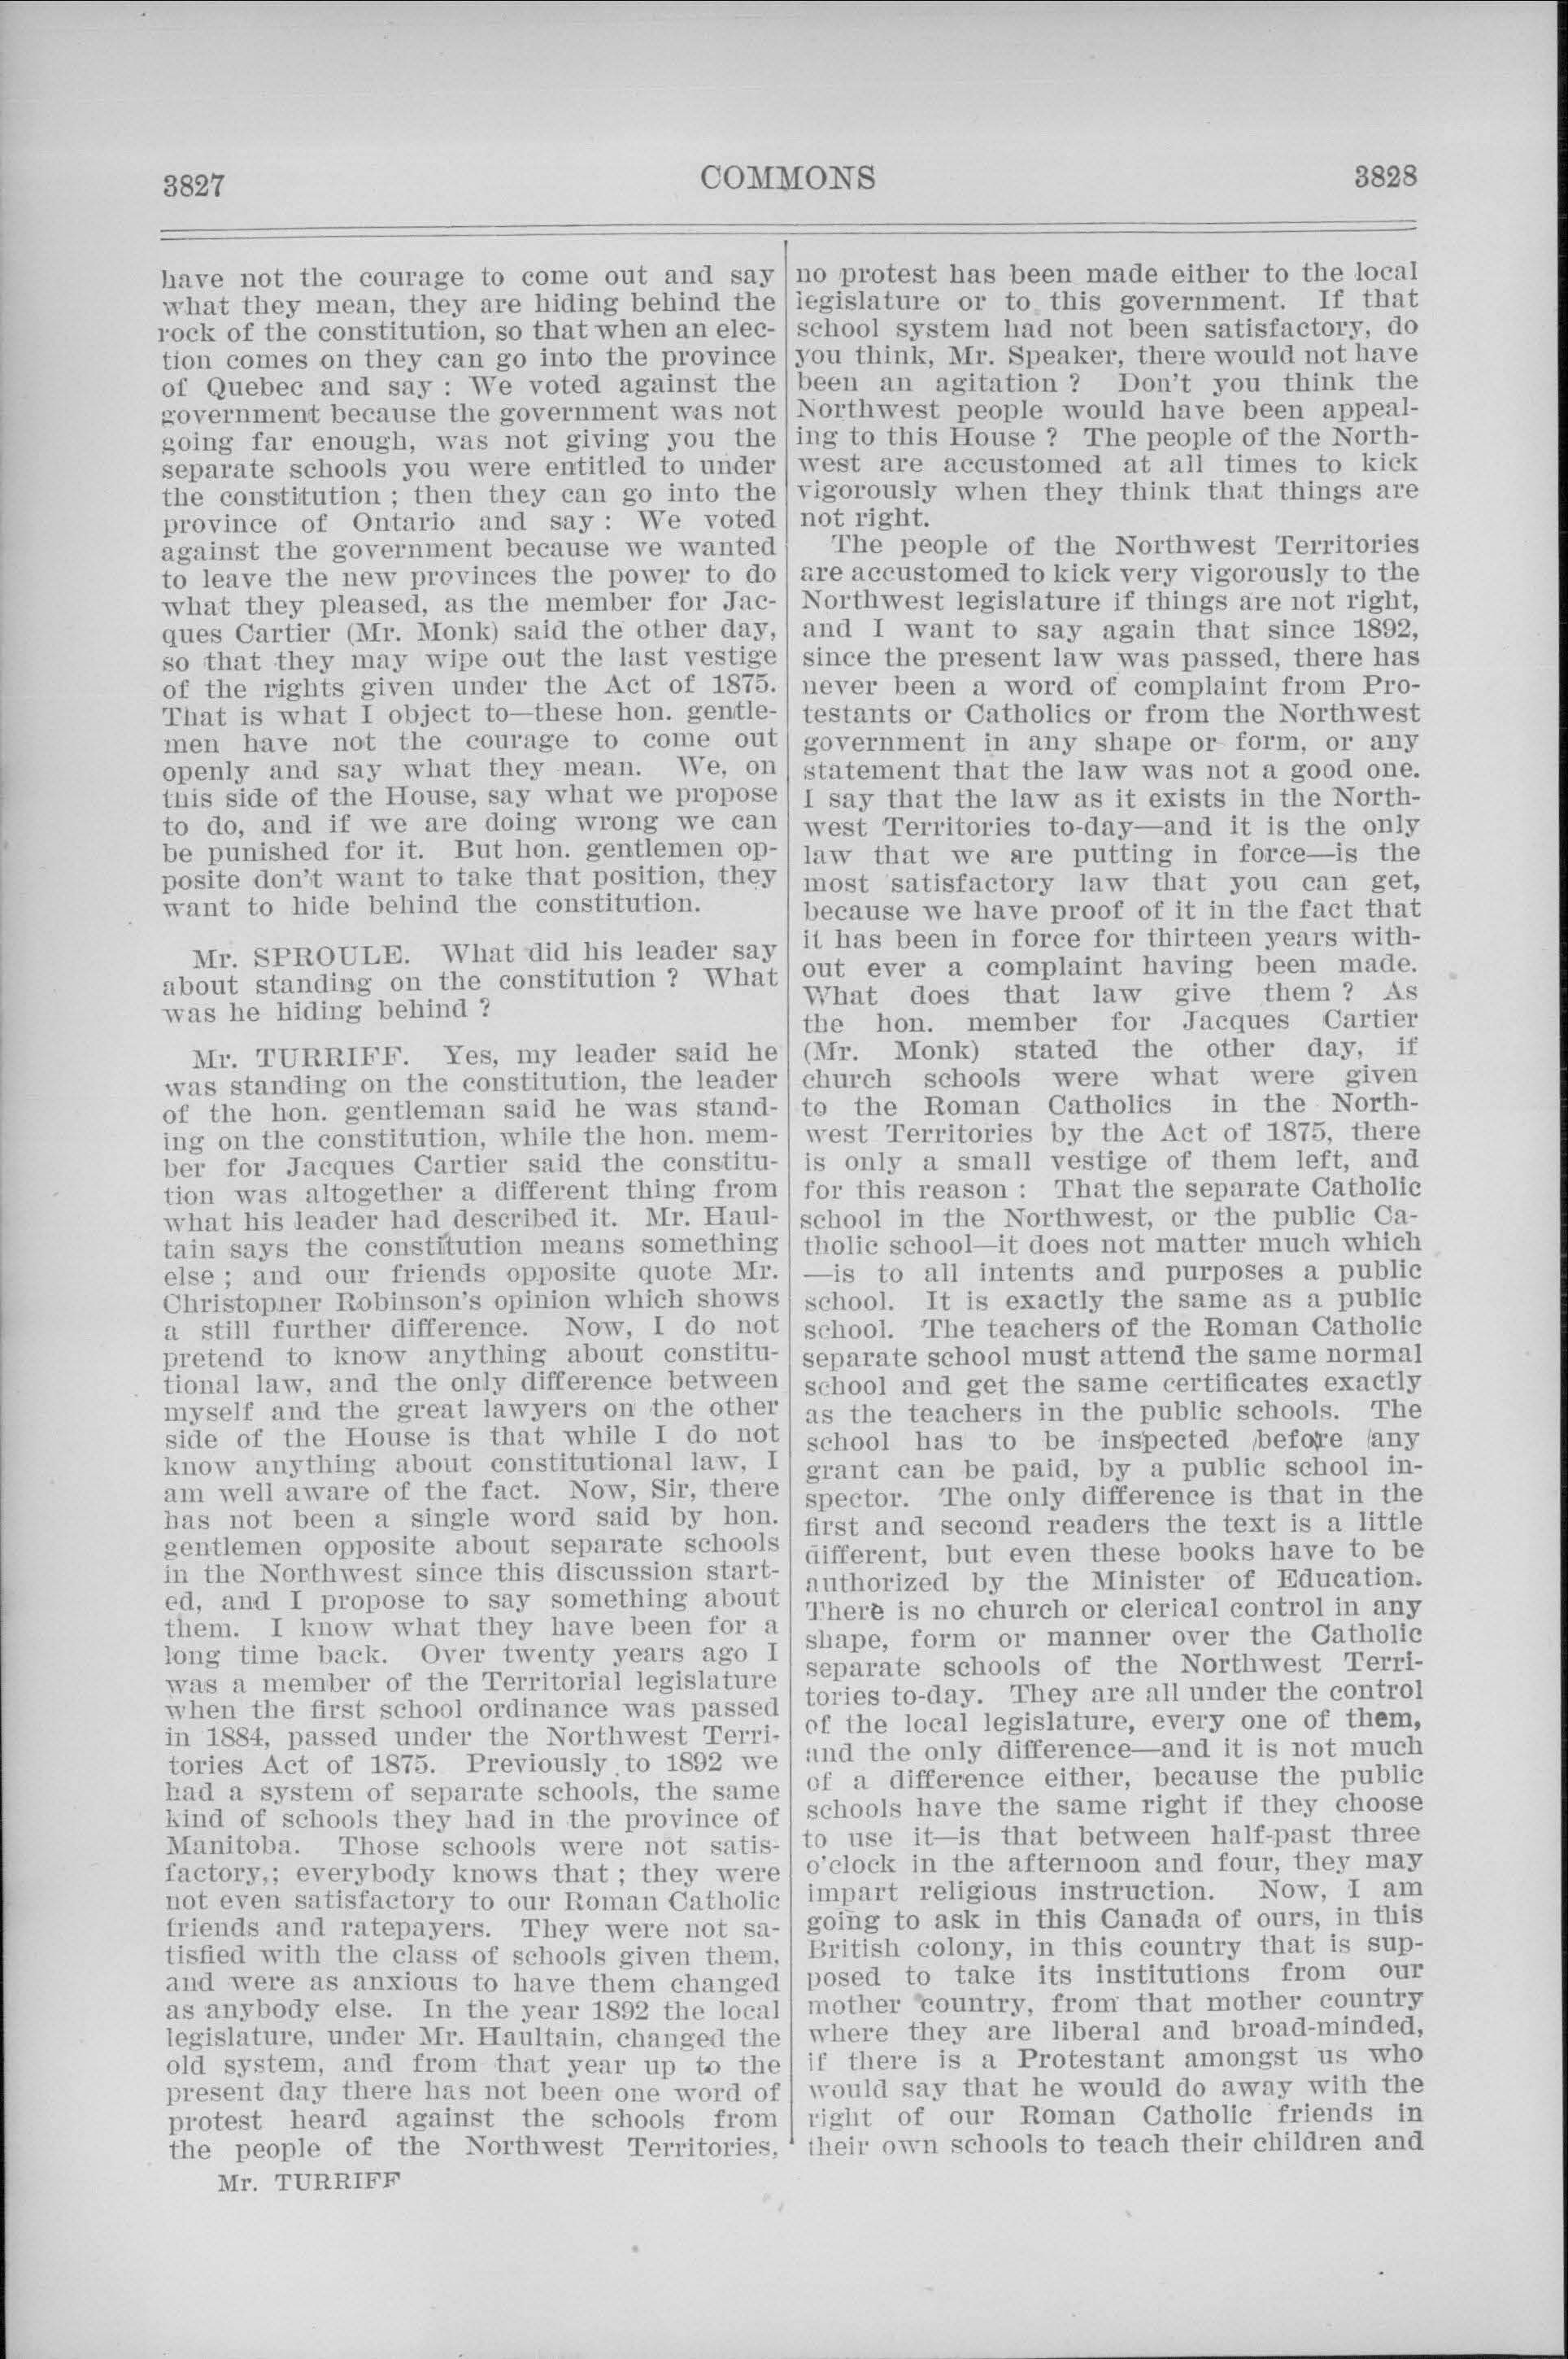 3827
COMMONS
3828
have not the courage to come out and say
what they mean, they are hiding behind the
rock of the constitution, so that when an elec-
tion comes on they can go into the province
of Quebec and say : We voted against the
government because the government was not
going far enough, was not giving you the
separate schools you were entitled to under
the constitution ; then they can go into the
province of Ontario and say : We voted
against the government because we wanted
to leave the new provinces the power to do
what they pleased, as the member for Jac-
ques Cartier (Mr. Monk) said the other day,
so that they may wipe out the last vestige
of the rights given under the Act of 1875.
That is what I object to—these hon. gentle-
men have not the courage to come out
openly and say what they mean. We, on
this side of the House, say what we propose
to do, and if we are doing wrong we can
be punished for it. But hon. gentlemen op-
posite don't want to take that position, they
want to hide behind the constitution.
Mr. SPROULE. What did his leader say
about standing on the constitution ? What
was he hiding behind ?
Mr. TURRIFF. Yes, my leader said he
was standing on the constitution, the leader
of the hon. gentleman said he was stand-
ing on the constitution, while the hon. mem-
ber for Jacques Cartier said the constitu-
tion was altogether a different thing from
what his leader had described it. Mr. Haul-
tain says the constitution means something
else ; and our friends opposite quote Mr.
Christopher Robinson's opinion which shows
a still further difference. Now, I do not
pretend to know anything about constitu-
tional law, and the only difference between
myself and the great lawyers on the other
side of the House is that while I do not
know anything about constitutional law, I
am well aware of the fact. Now, Sir, there
has not been a single word said by hon.
gentlemen opposite about separate schools
in the Northwest since this discussion start-
ed, and I propose to say something about
them. I know what they have been for a
long time back. Over twenty years ago I
was a member of the Territorial legislature
when the first school ordinance was passed
in 1884, passed under the Northwest Terri-
tories Act of 1875. Previously to 1892 we
had a system of separate schools, the same
kind of schools they had in the province of
Manitoba. Those schools were not satis-
factory,; everybody knows that ; they were
not even satisfactory to our Roman Catholic
friends and ratepayers. They were not sa-
tisfied with the class of schools given them,
and were as anxious to have them changed
as anybody else. In the year 1892 the local
legislature, under Mr. Haultain, changed the
old system, and from that year up to the
present day there has not been one word of
protest heard against the schools from
the people of the Northwest Territories,
Mr. TURRIFF
no protest has been made either to the local
legislature or to this government. If that
school system had not been satisfactory, do
you think, Mr. Speaker, there would not have
been an agitation ? Don't you think the
Northwest people would have been appeal-
ing to this House ? The people of the North-
west are accustomed at all times to kick
vigorously when they think that things are
not right.
The people of the Northwest Territories
are accustomed to kick very vigorously to the
Northwest legislature if things are not right,
and I want to say again that since 1892,
since the present law was passed, there has
never been a word of complaint from Pro-
testants or Catholics or from the Northwest
government in any shape or form, or any
statement that the law was not a good one.
I say that the law as it exists in the North-
west Territories to-day—and it is the only
law that we are putting in force—is the
most satisfactory law that you can get,
because we have proof of it in the fact that
it has been in force for thirteen years with-
out ever a complaint having been made.
What does that law give them ? As
the hon. member for Jacques Cartier
(Mr. Monk) stated the other day, if
church schools were what were given
to the Roman Catholics in the North-
west Territories by the Act of 1875, there
is only a small vestige of them left, and
for this reason : That the separate Catholic
school in the Northwest, or the public Ca-
tholic school—it does not matter much which
—is to all intents and purposes a public
school. It is exactly the same as a public
school. The teachers of the Roman Catholic
separate school must attend the same normal
school and get the same certificates exactly
as the teachers in the public schools. The
school has to be inspected before any
grant can be paid, by a public school in-
spector. The only difference is that in the
first and second readers the text is a little
different, but even these books have to be
authorized by the Minister of Education.
There is no church or clerical control in any
shape, form or manner over the Catholic
separate schools of the Northwest Terri-
tories to-day. They are all under the control
of the local legislature, every one of them,
and the only difference—and it is not much
of a difference either, because the public
schools have the same right if they choose
to use it—is that between half-past three
o'clock in the afternoon and four, they may
impart religious instruction. Now, I am
going to ask in this Canada of ours, in this
British colony, in this country that is sup-
posed to take its institutions from our
mother country, from that mother country
where they are liberal and broad-minded,
if there is a Protestant amongst us who
would say that he would do away with the
right of our Roman Catholic friends in
their own schools to teach their children and